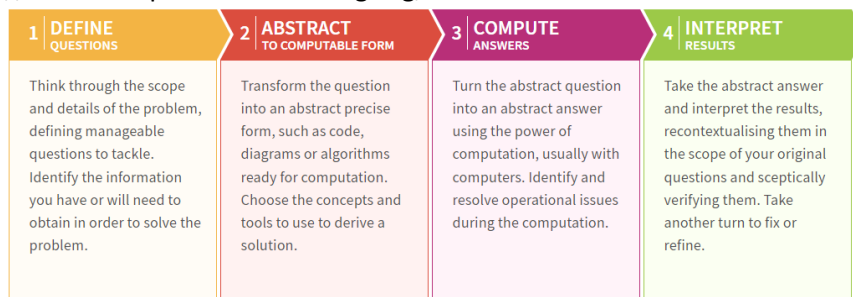 1 DEFINE
QUESTIONS
Think through the scope
and details of the problem,
defining manageable
questions to tackle.
Identify the information
you have or will need to
obtain in order to solve the
problem.
2 ABSTRACT
TO COMPUTABLE FORM
Transform the question
into an abstract precise
form, such as code,
diagrams or algorithms
ready for computation.
Choose the concepts and
tools to use to derive a
solution.
3 COMPUTE
ANSWERS
Turn the abstract question
into an abstract answer
using the power of
computation, usually with
computers. Identify and
resolve operational issues
during the computation.
4 INTERPRET
RESULTS
Take the abstract answer
and interpret the results,
recontextualising them in
the scope of your original
questions and sceptically
verifying them. Take
another turn to fix or
refine.